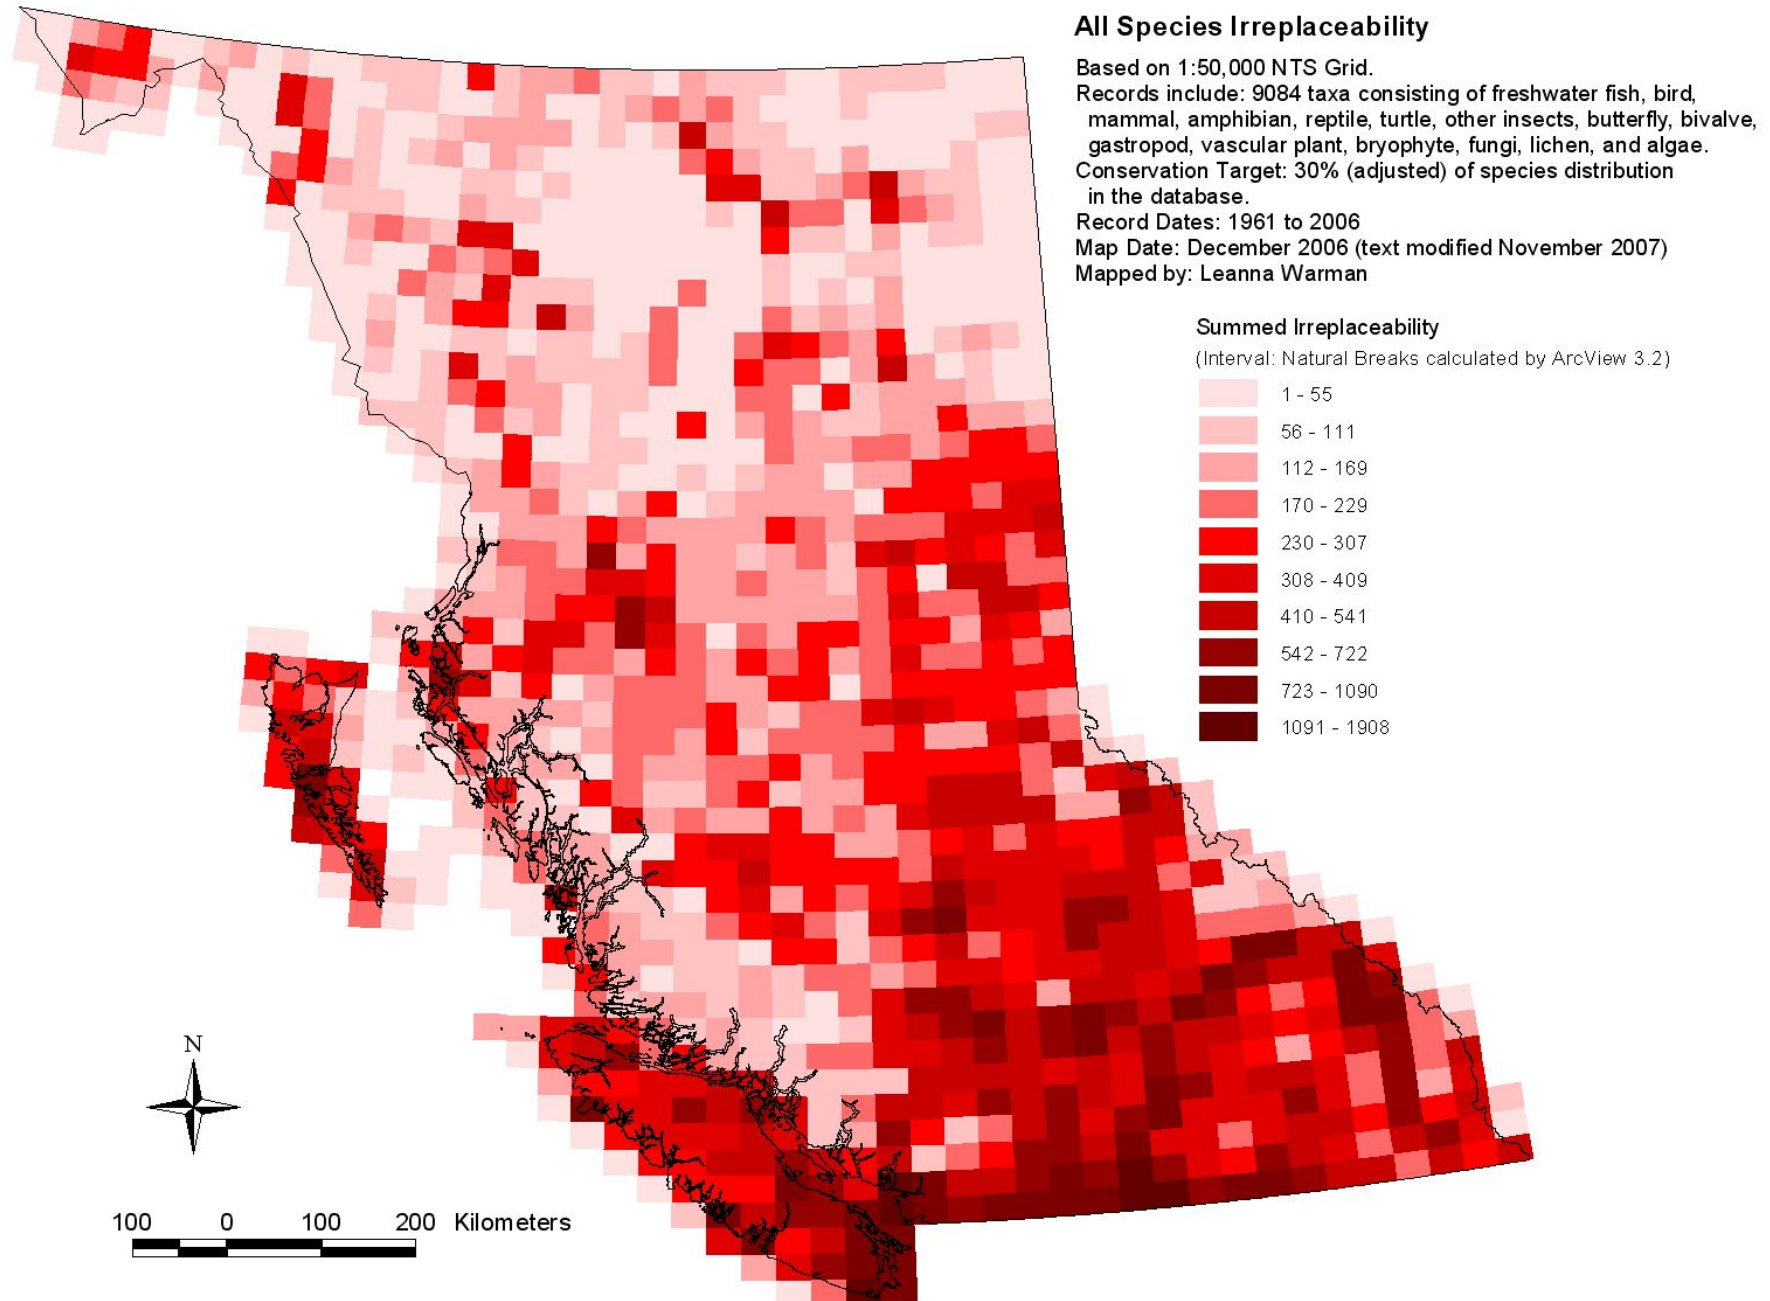 All Species Irreplaceability
Based on 1:50,000 NTS Grid.
Records include: 9084 taxa consisting of freshwater fish, bird,
mammal, amphibian, reptile, turtle, other insects, butterfly, bivalve,
gastropod, vascular plant, bryophyte, fungi, lichen, and algae.
Conservation Target: 30% (adjusted) of species distribution
in the database.
Record Dates: 1961 to 2006
Map Date: December 2006 (text modified November 2007)
Mapped by: Leanna Warman
Summed Irreplaceability
(Interval: Natural Breaks calculated by ArcView 3.2)
1 - 55
56 - 111
112 - 169
170 - 229
230 - 307
308 - 409
410 - 541
542 - 722
723 - 1090
1091 - 1908
N
100 0 100 200 Kilometers